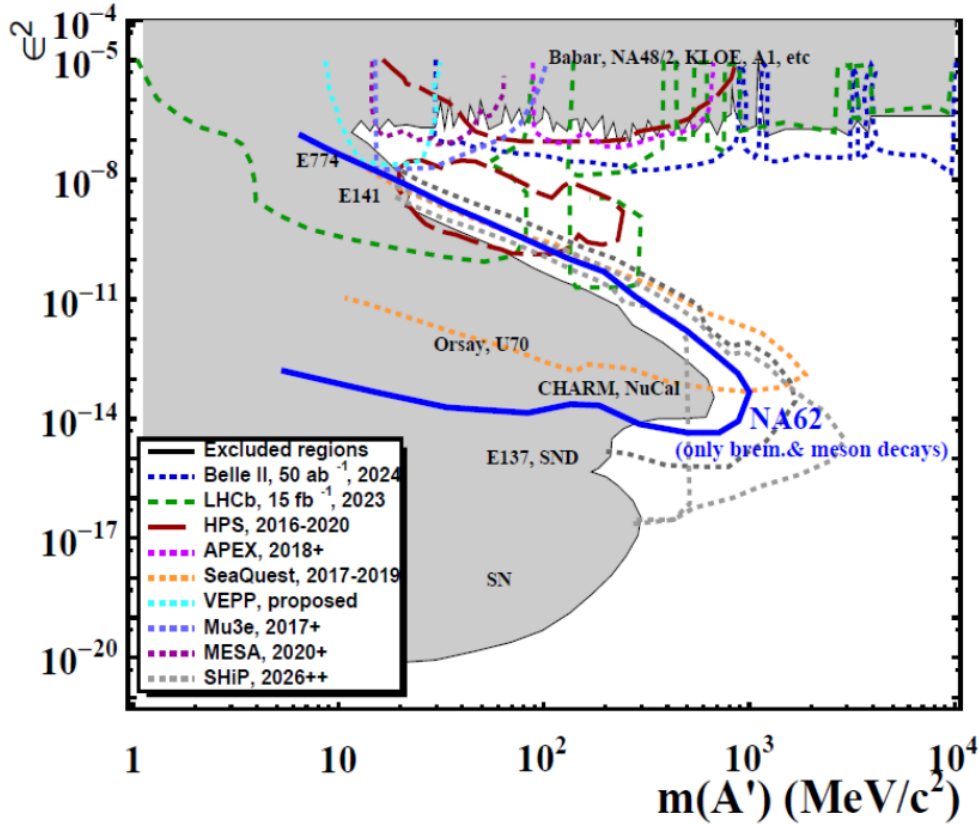 ϵ²
10⁻⁴
10⁻⁵
10⁻⁸
10⁻¹¹
10⁻¹⁴
10⁻¹⁷
10⁻²⁰
Babar, NA48/2, KLOE, A1, etc
E774
E141
Orsay, U70
CHARM, NuCal
NA62
(only brem.& meson decays)
E137, SND
SN
Excluded regions
Belle II, 50 ab ⁻¹, 2024
LHCb, 15 fb ⁻¹, 2023
HPS, 2016-2020
APEX, 2018+
SeaQuest, 2017-2019
VEPP, proposed
Mu3e, 2017+
MESA, 2020+
SHiP, 2026++
1 10 10² 10³ 10⁴
m(A') (MeV/c²)